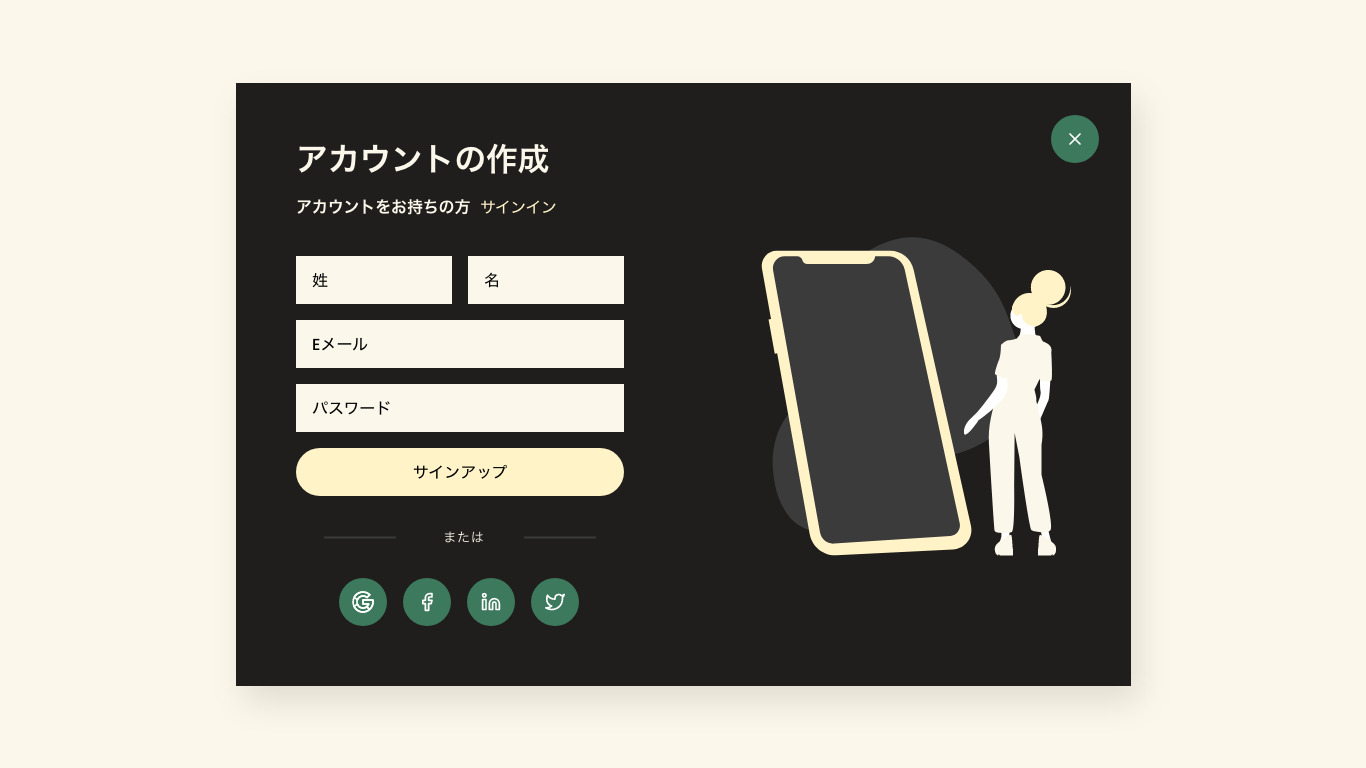 アカウントの作成
アカウントをお持ちの方 サインイン
姓 名
Eメール
パスワード
サインアップ
または